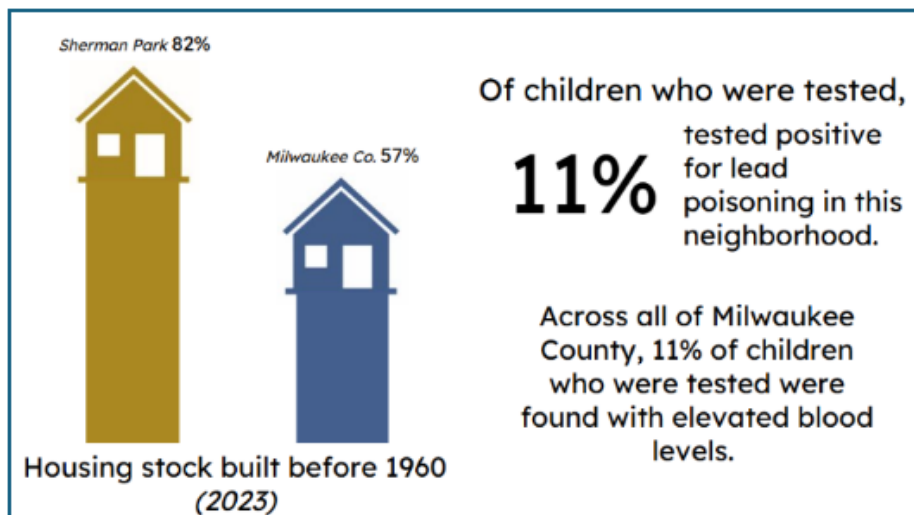 Sherman Park 82%
Milwaukee Co. 57%
Housing stock built before 1960
(2023)
Of children who were tested,
11%
tested positive
for lead
poisoning in this
neighborhood.
Across all of Milwaukee
County, 11% of children
who were tested were
found with elevated blood
levels.